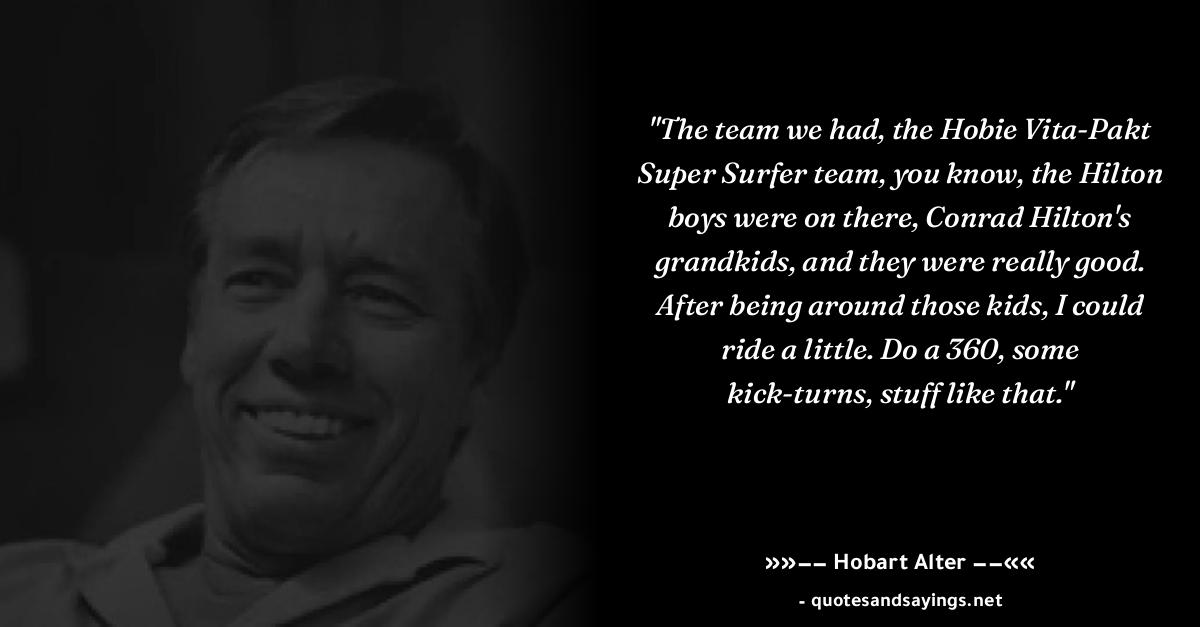 "The team we had, the Hobie Vita-Pakt
Super Surfer team, you know, the Hilton
boys were on there, Conrad Hilton's
grandkids, and they were really good.
After being around those kids, I could
ride a little. Do a 360, some
kick-turns, stuff like that."
»»–– Hobart Alter ––««
- quotesandsayings.net